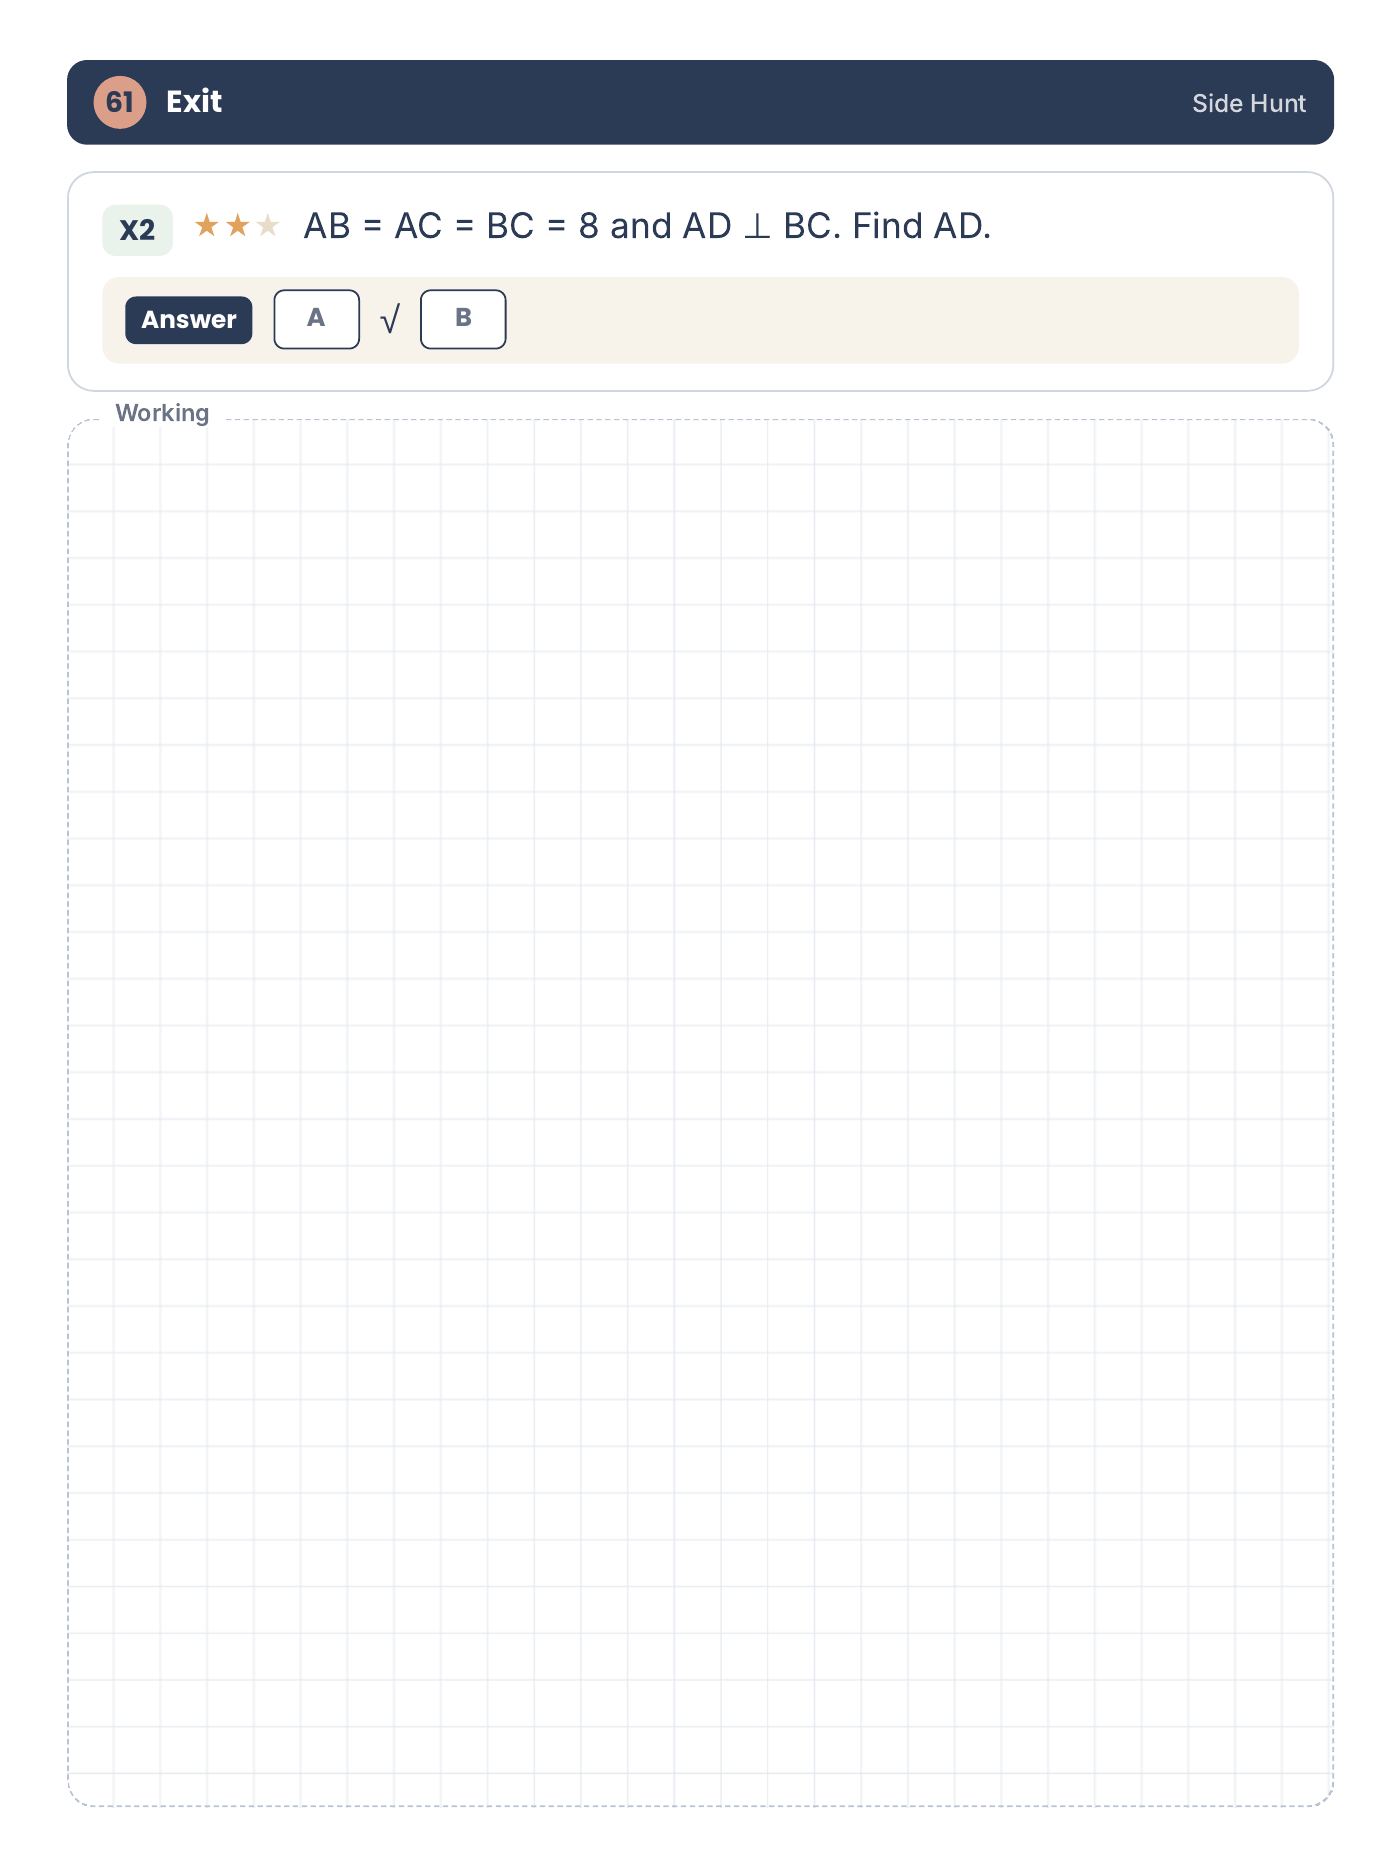 61 Exit Side Hunt
X2 ★★★ AB = AC = BC = 8 and AD ⊥ BC. Find AD.
Answer A √ B
Working